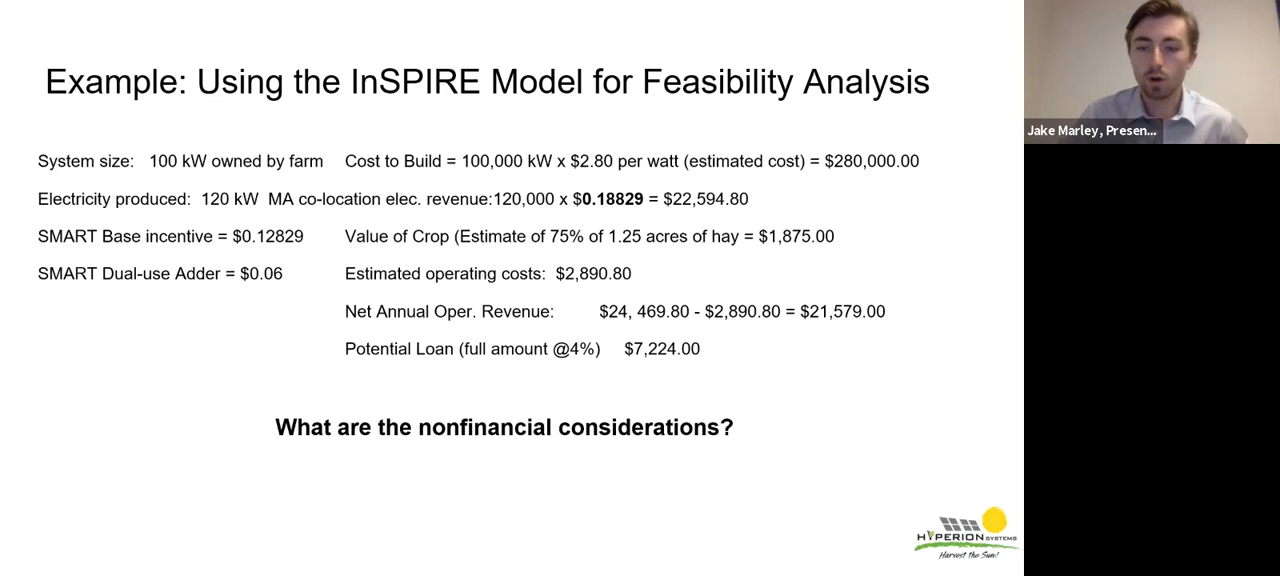 Example: Using the InSPIRE Model for Feasibility Analysis
Jake Marley, Presen...
System size: 100 kW owned by farm Cost to Build = 100,000 kW x $2.80 per watt (estimated cost) = $280,000.00
Electricity produced: 120 kW MA co-location elec. revenue:120,000 x $0.18829 = $22,594.80
SMART Base incentive = $0.12829 Value of Crop (Estimate of 75% of 1.25 acres of hay = $1,875.00
SMART Dual-use Adder = $0.06 Estimated operating costs: $2,890.80
Net Annual Oper. Revenue: $24, 469.80 - $2,890.80 = $21,579.00
Potential Loan (full amount @4%) $7,224.00
What are the nonfinancial considerations?
HYPERION SYSTEMS
Harvest the Sun!